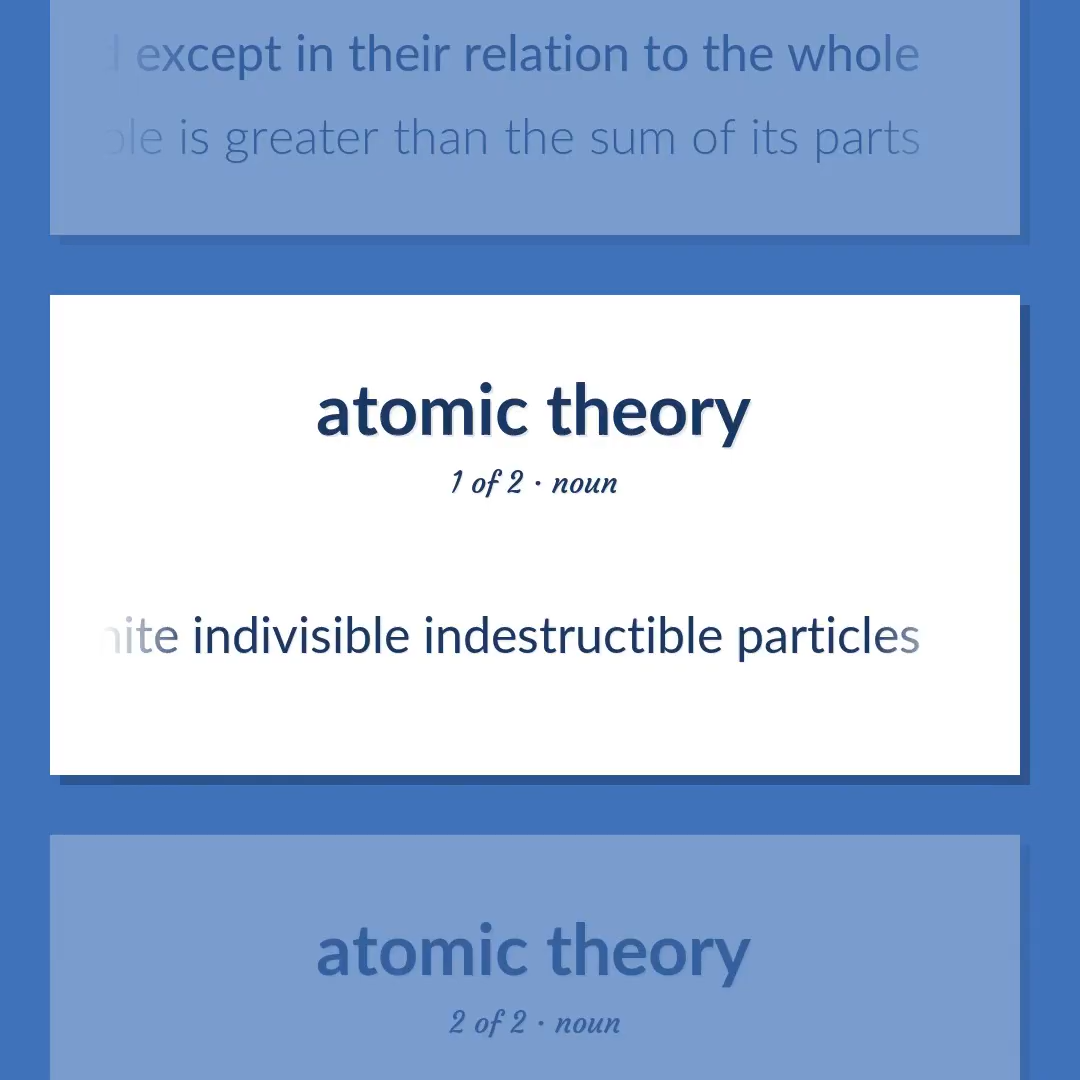 except in their relation to the whole
is greater than the sum of its parts
atomic theory
1 of 2 · noun
indivisible indestructible particles
atomic theory
2 of 2 · noun